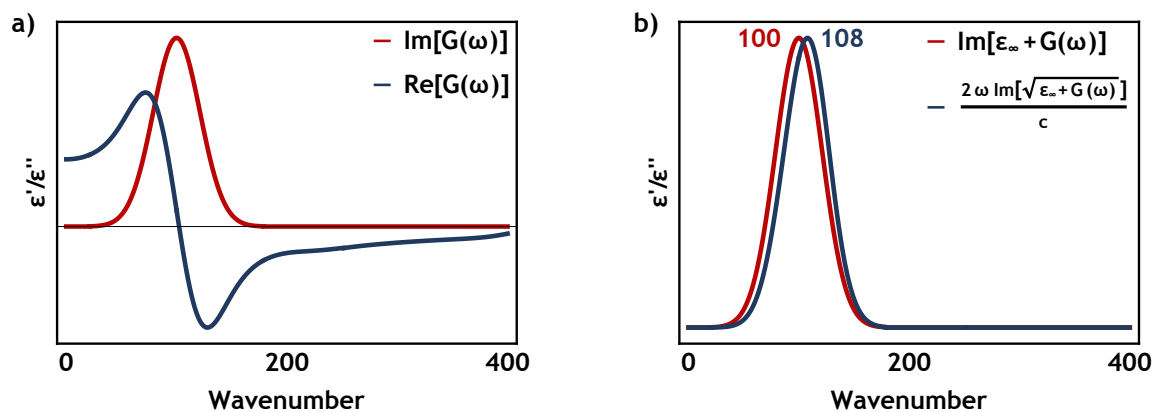 a)
Im[G(ω)]
Re[G(ω)]
ε'/ε''
0
200
400
Wavenumber
b)
100
108
Im[ε∞ + G(ω)]
2 ω Im[√ε∞ + G (ω) ]
c
ε'/ε''
0
200
400
Wavenumber